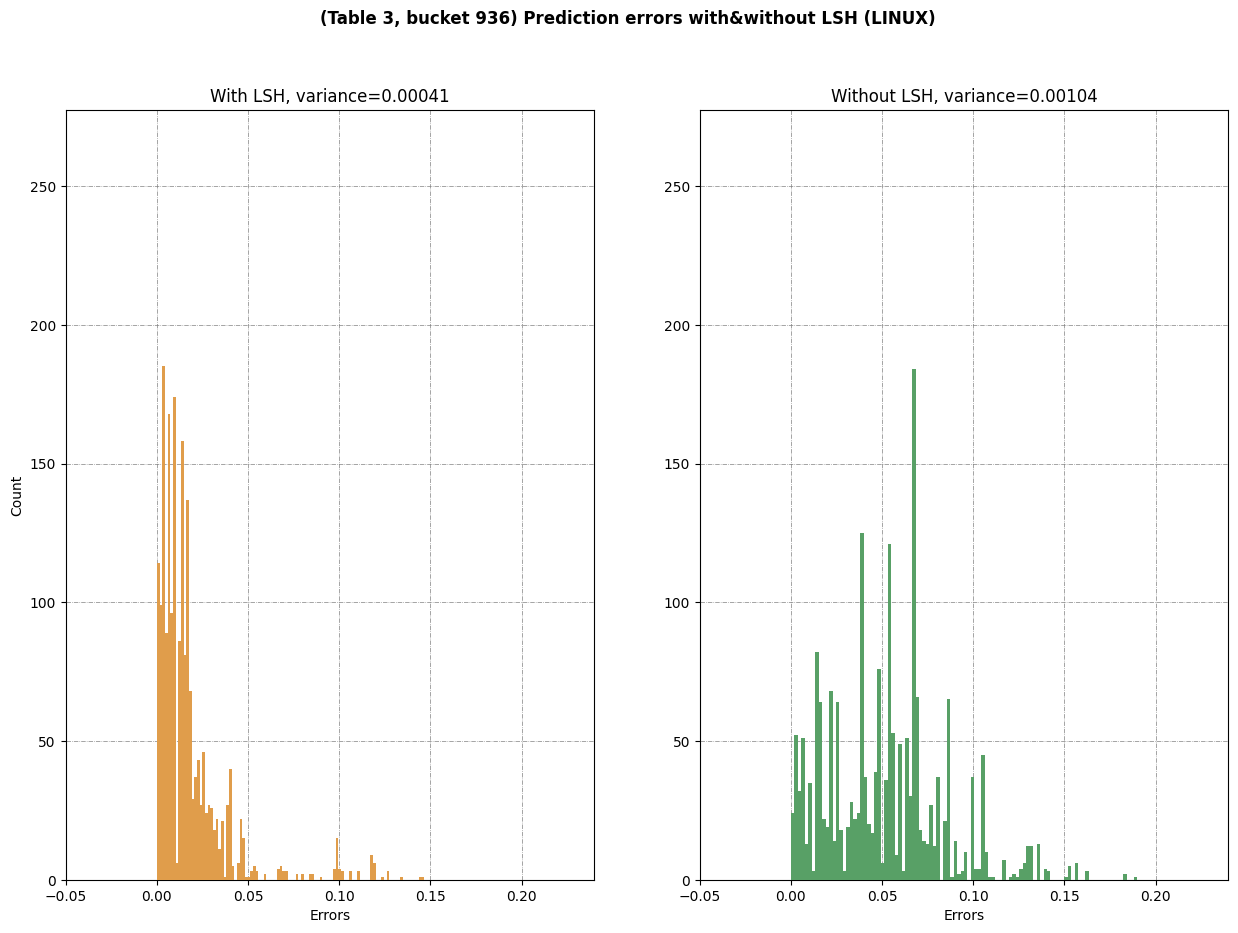 (Table 3, bucket 936) Prediction errors with&without LSH (LINUX)
With LSH, variance=0.00041
250
200
150
100
50
0
Count
−0.05 0.00 0.05 0.10 0.15 0.20
Errors
Without LSH, variance=0.00104
250
200
150
100
50
0
−0.05 0.00 0.05 0.10 0.15 0.20
Errors